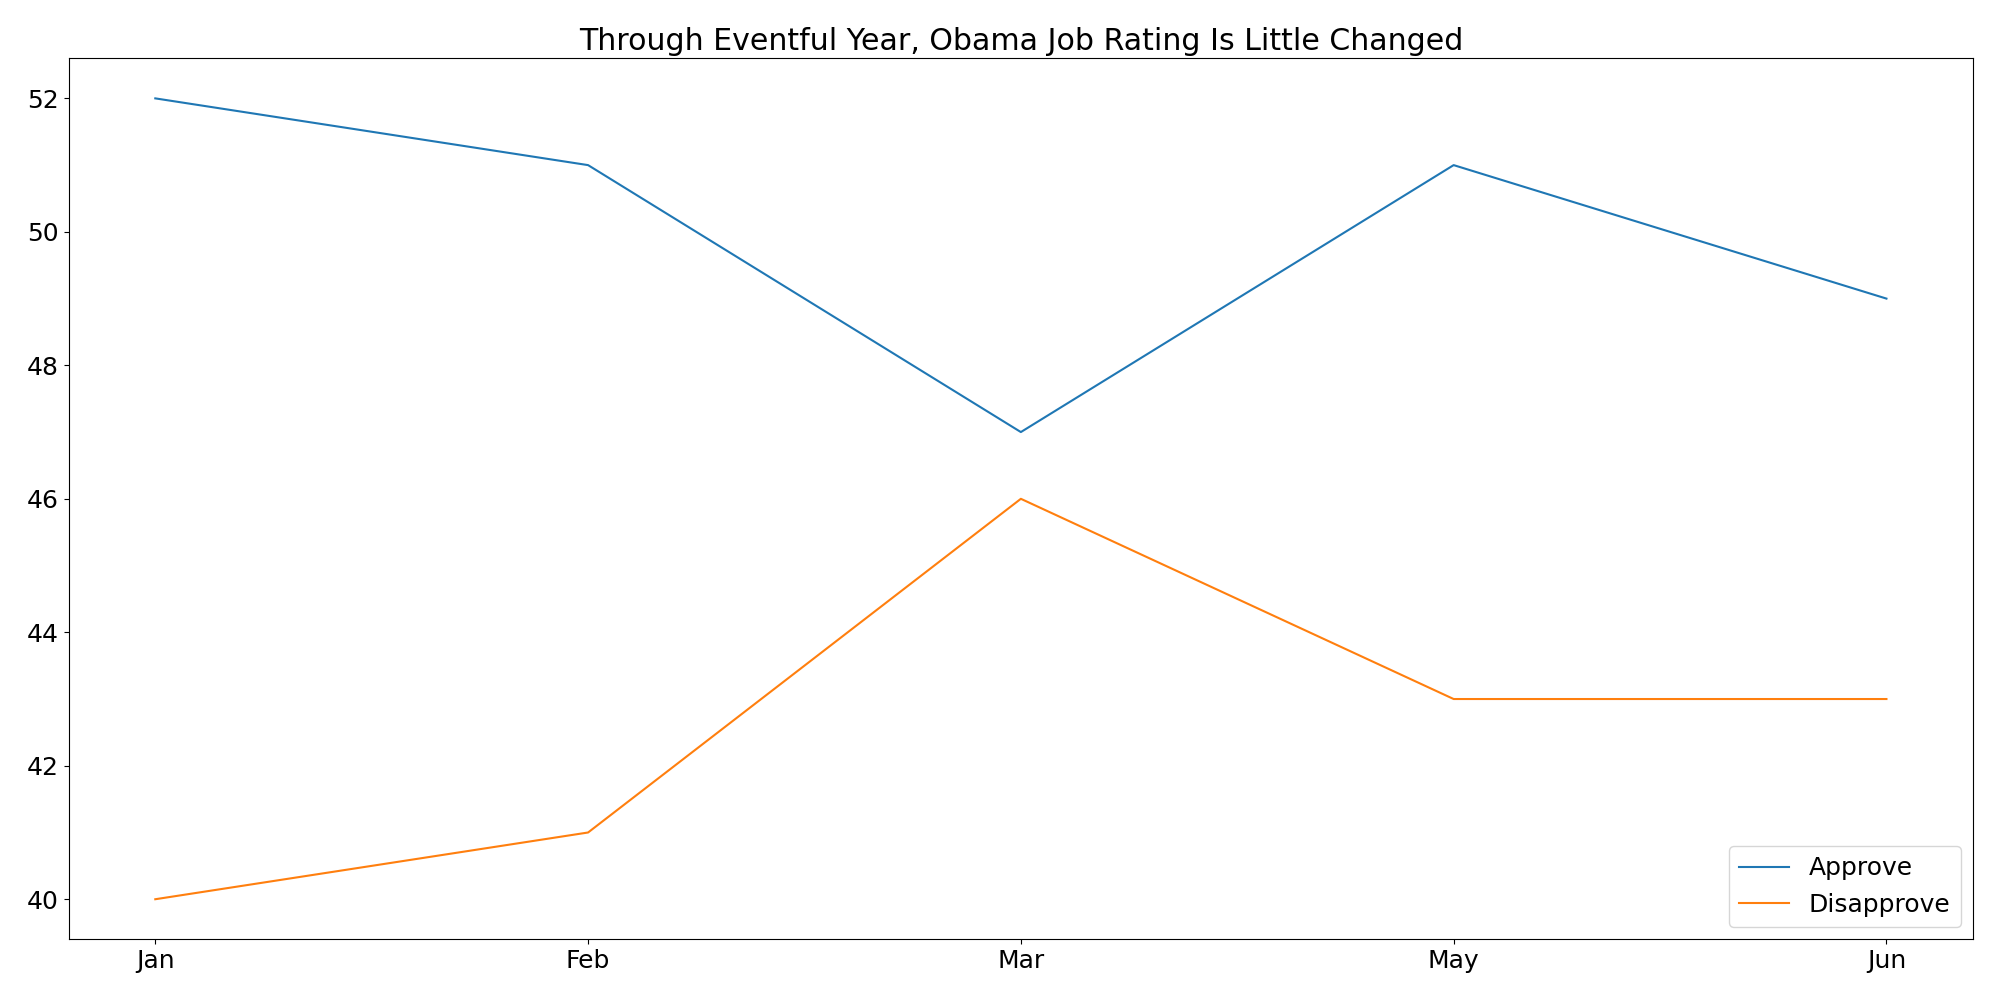 Through Eventful Year, Obama Job Rating Is Little Changed
52
50
48
46
44
42
40
Jan Feb Mar May Jun
Approve
Disapprove